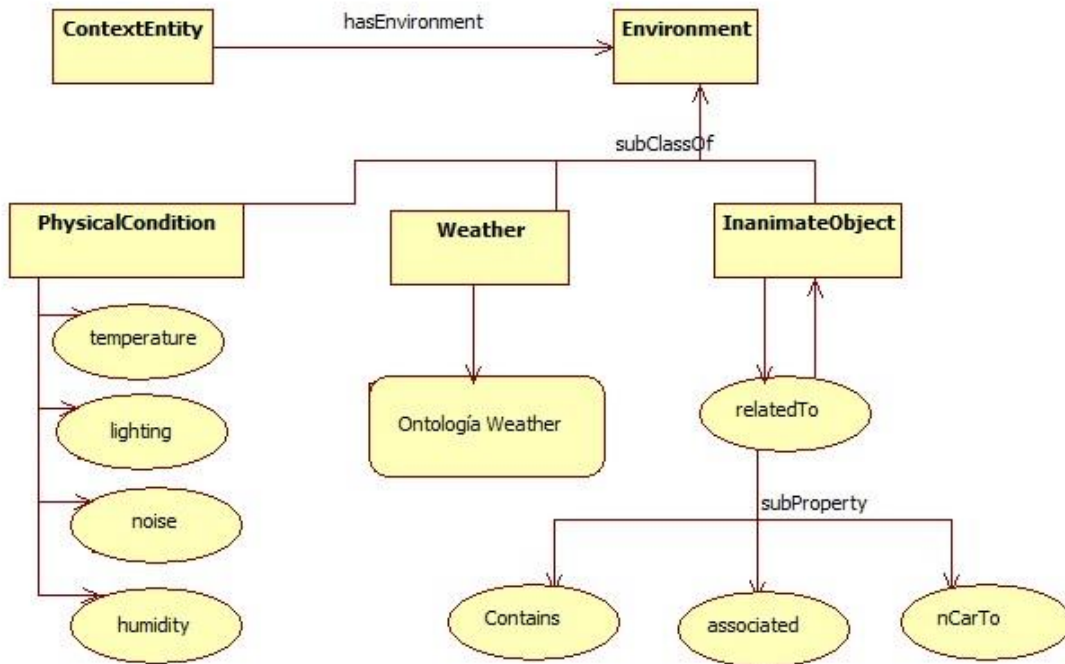 ContextEntity
hasEnvironment
Environment
subClassOf
PhysicalCondition
Weather
InanimateObject
temperature
lighting
noise
humidity
Ontología Weather
relatedTo
subProperty
Contains
associated
nCarTo